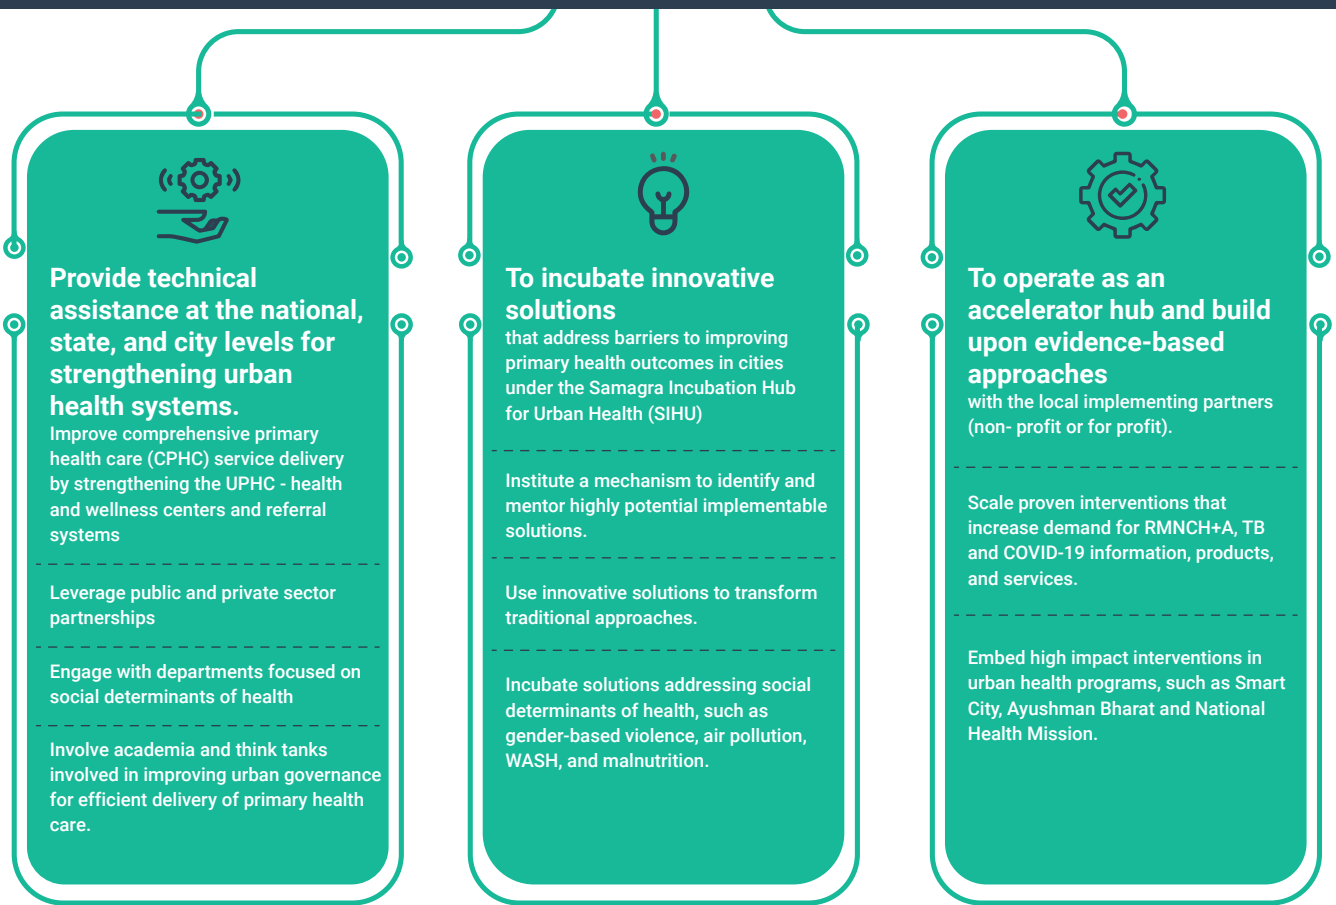 Provide technical
assistance at the national,
state, and city levels for
strengthening urban
health systems.
Improve comprehensive primary
health care (CPHC) service delivery
by strengthening the UPHC - health
and wellness centers and referral
systems
Leverage public and private sector
partnerships
Engage with departments focused on
social determinants of health
Involve academia and think tanks
involved in improving urban governance
for efficient delivery of primary health
care.
To incubate innovative
solutions
that address barriers to improving
primary health outcomes in cities
under the Samagra Incubation Hub
for Urban Health (SIHU)
Institute a mechanism to identify and
mentor highly potential implementable
solutions.
Use innovative solutions to transform
traditional approaches.
Incubate solutions addressing social
determinants of health, such as
gender-based violence, air pollution,
WASH, and malnutrition.
To operate as an
accelerator hub and build
upon evidence-based
approaches
with the local implementing partners
(non- profit or for profit).
Scale proven interventions that
increase demand for RMNCH+A, TB
and COVID-19 information, products,
and services.
Embed high impact interventions in
urban health programs, such as Smart
City, Ayushman Bharat and National
Health Mission.